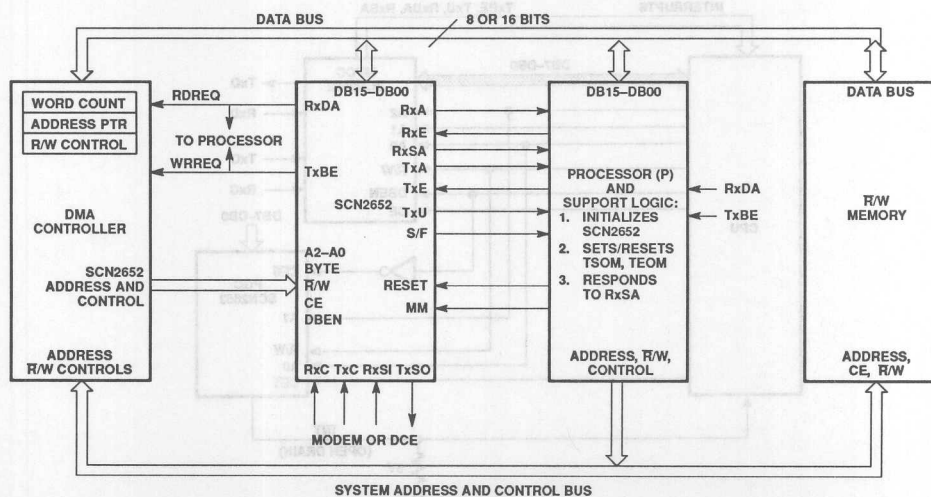 DATA BUS
8 OR 16 BITS
WORD COUNT
ADDRESS PTR
R/W CONTROL
DMA
CONTROLLER
SCN2652
ADDRESS AND
CONTROL
ADDRESS
R̅/W CONTROLS
RDREQ
TO PROCESSOR
WRREQ
DB15–DB00
RxDA
TxBE
SCN2652
A2–A0
BYTE
R̅/W
CE
DBEN
RxA
RxE
RxSA
TxA
TxE
TxU
S/F
RESET
MM
RxC TxC RxSI TxSO
MODEM OR DCE
DB15–DB00
PROCESSOR (P)
AND
SUPPORT LOGIC:
1. INITIALIZES
SCN2652
2. SETS/RESETS
TSOM, TEOM
3. RESPONDS
TO RxSA
ADDRESS, R̅/W,
CONTROL
RxDA
TxBE
DATA BUS
R̅/W
MEMORY
ADDRESS,
CE, R̅/W
SYSTEM ADDRESS AND CONTROL BUS